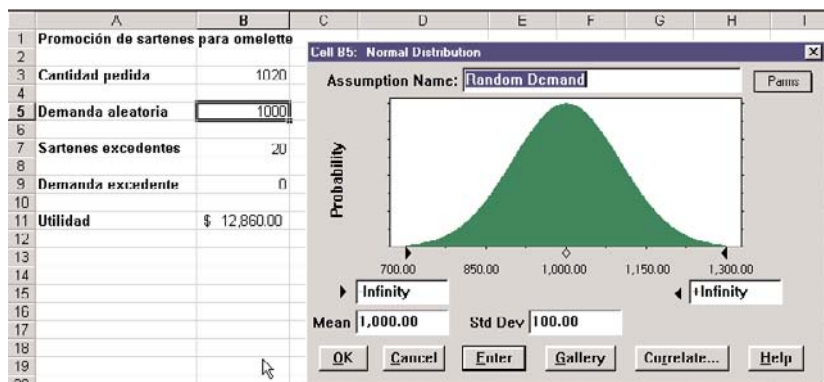 A B C D E F G H I
1 Promoción de sartenes para omelette
2
3 Cantidad pedida 1020
4
5 Demanda aleatoria 1000
6
7 Sartenes excedentes 20
8
9 Demanda excedente 0
10
11 Utilidad $ 12,860.00
12
13
14
15
16
17
18
19
20
Cell B5: Normal Distribution
Assumption Name: Random Demand Parms
Probability
700.00 850.00 1,000.00 1,150.00 1,300.00
-Infinity +Infinity
Mean 1,000.00 Std Dev 100.00
OK Cancel Enter Gallery Correlate... Help